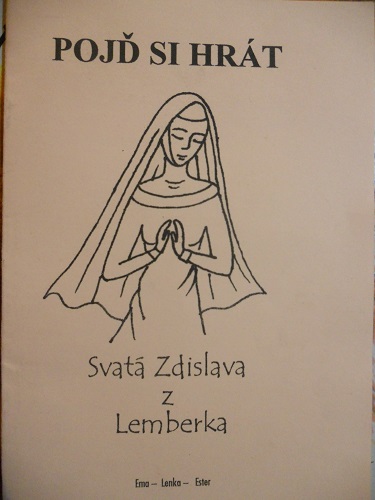 POJĎ SI HRÁT
Svatá Zdislava
z
Lemberka
Erna – Lenka – Ester